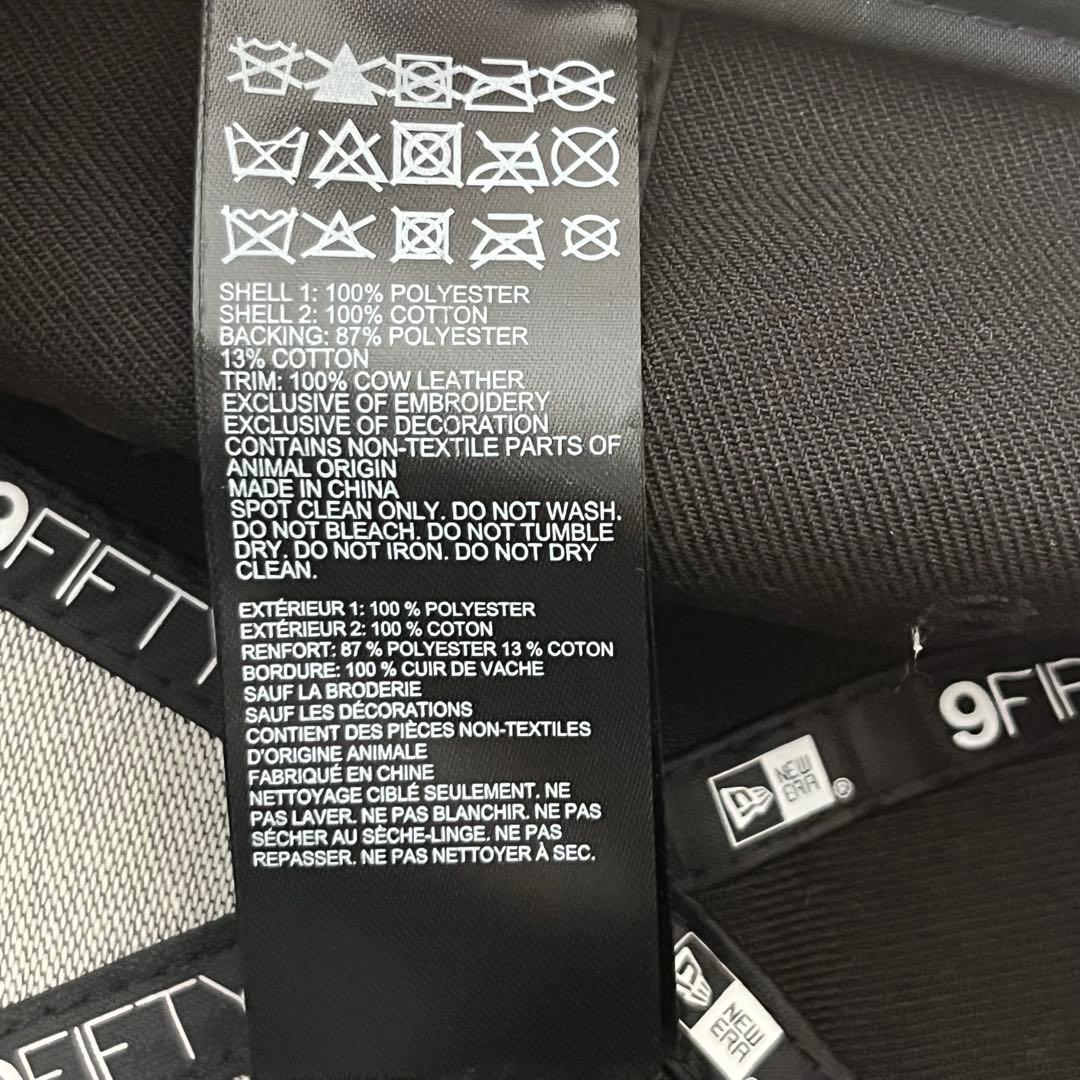 SHELL 1: 100% POLYESTER
SHELL 2: 100% COTTON
BACKING: 87% POLYESTER
13% COTTON
TRIM: 100% COW LEATHER
EXCLUSIVE OF EMBROIDERY
EXCLUSIVE OF DECORATION
CONTAINS NON-TEXTILE PARTS OF
ANIMAL ORIGIN
MADE IN CHINA
SPOT CLEAN ONLY. DO NOT WASH.
DO NOT BLEACH. DO NOT TUMBLE
DRY. DO NOT IRON. DO NOT DRY
CLEAN.
EXTÉRIEUR 1: 100 % POLYESTER
EXTÉRIEUR 2: 100 % COTON
RENFORT: 87 % POLYESTER 13 % COTON
BORDURE: 100 % CUIR DE VACHE
SAUF LA BRODERIE
SAUF LES DÉCORATIONS
CONTIENT DES PIÈCES NON-TEXTILES
D'ORIGINE ANIMALE
FABRIQUÉ EN CHINE
NETTOYAGE CIBLÉ SEULEMENT. NE
PAS LAVER. NE PAS BLANCHIR. NE PAS
SÉCHER AU SÈCHE-LINGE. NE PAS
REPASSER. NE PAS NETTOYER À SEC.
9FIFTY
NEW
ERA
®
9FIF
9FIFTY
NEW
ERA